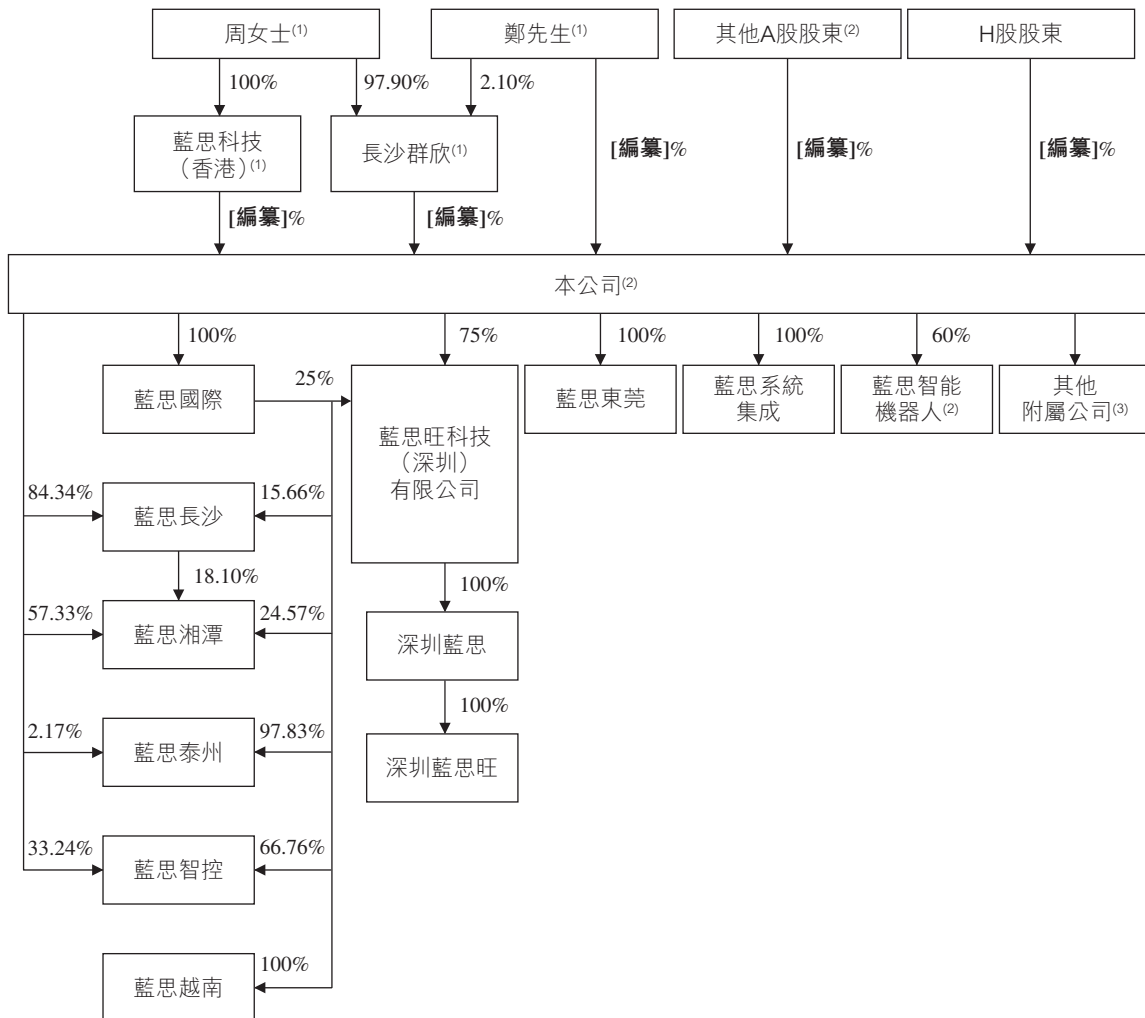 周女士(1)
鄭先生(1)
其他A股股東(2)
H股股東
100%
97.90%
2.10%
藍思科技
（香港）(1)
長沙群欣(1)
[編纂]%
[編纂]%
[編纂]%
[編纂]%
[編纂]%
本公司(2)
100%
75%
100%
100%
60%
藍思國際
25%
藍思旺科技
（深圳）
有限公司
藍思東莞
藍思系統
集成
藍思智能
機器人(2)
其他
附屬公司(3)
84.34%
藍思長沙
15.66%
18.10%
100%
57.33%
藍思湘潭
24.57%
深圳藍思
100%
2.17%
藍思泰州
97.83%
深圳藍思旺
33.24%
藍思智控
66.76%
藍思越南
100%